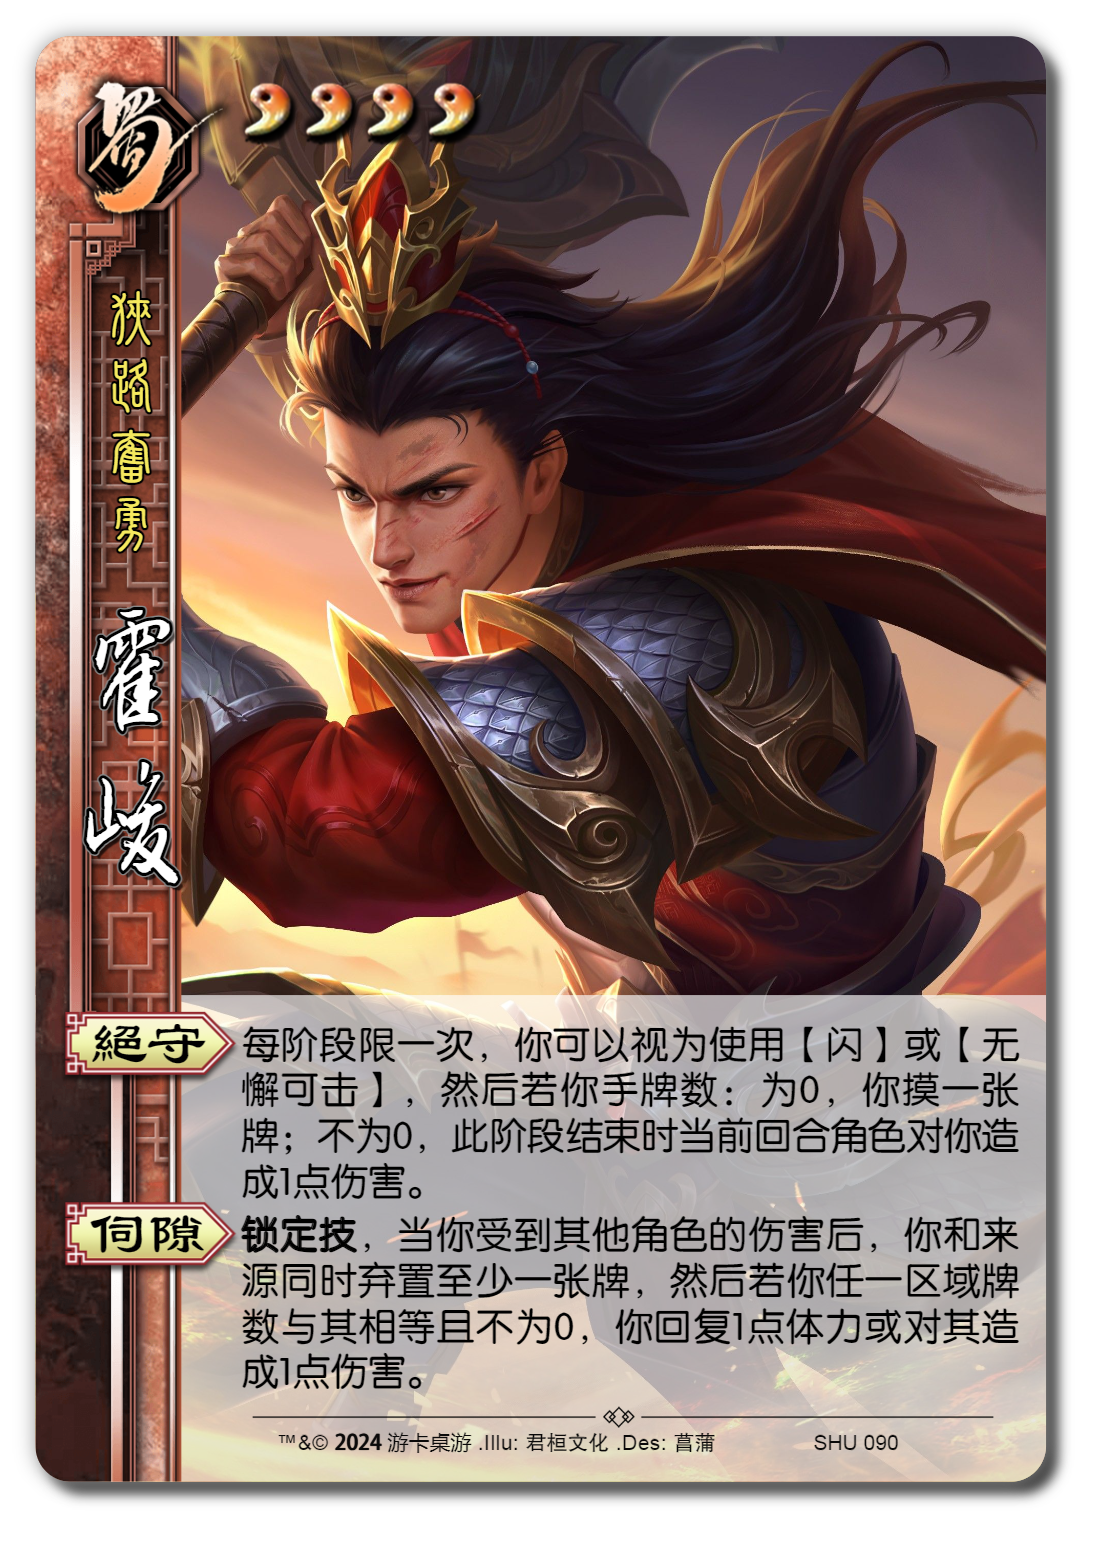 蜀
狹路奮勇
霍峻
絕守
每阶段限一次，你可以视为使用【闪】或【无
懈可击】，然后若你手牌数：为0，你摸一张
牌；不为0，此阶段结束时当前回合角色对你造
成1点伤害。
伺隙
锁定技，当你受到其他角色的伤害后，你和来
源同时弃置至少一张牌，然后若你任一区域牌
数与其相等且不为0，你回复1点体力或对其造
成1点伤害。
™&© 2024 游卡桌游 .Illu: 君桓文化 .Des: 菖蒲 SHU 090